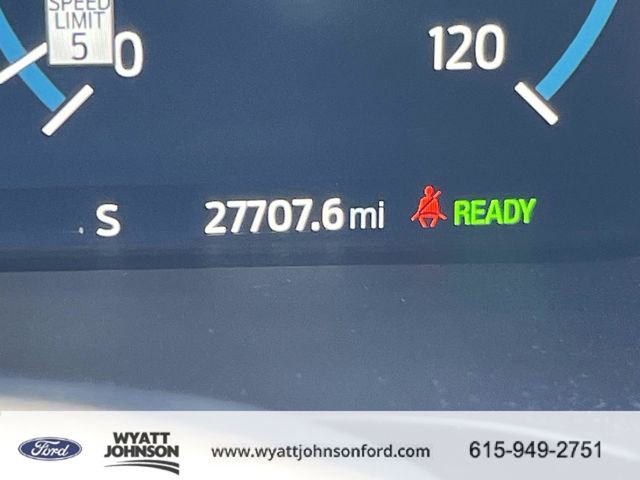 SPEED
LIMIT
5
0
120
S
27707.6 mi
READY
Ford
WYATT
JOHNSON
www.wyattjohnsonford.com
615-949-2751